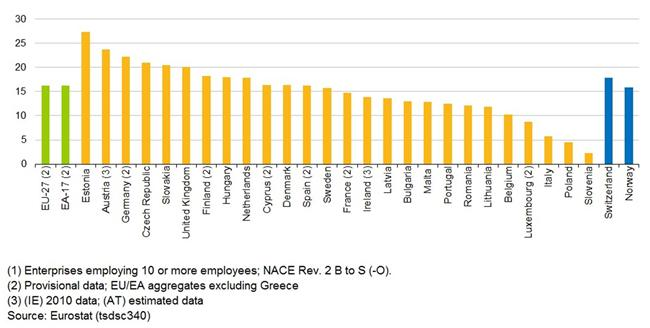 30
25
20
15
10
5
0
EU-27 (2)
EA-17 (2)
Estonia
Austria (3)
Germany (2)
Czech Republic
Slovakia
United Kingdom
Finland (2)
Hungary
Netherlands
Cyprus (2)
Denmark
Spain (2)
Sweden
France (2)
Ireland (3)
Latvia
Bulgaria
Malta
Portugal
Romania
Lithuania
Belgium
Luxembourg (2)
Italy
Poland
Slovenia
Switzerland
Norway
(1) Enterprises employing 10 or more employees; NACE Rev. 2 B to S (-O).
(2) Provisional data; EU/EA aggregates excluding Greece
(3) (IE) 2010 data; (AT) estimated data
Source: Eurostat (tsdsc340)